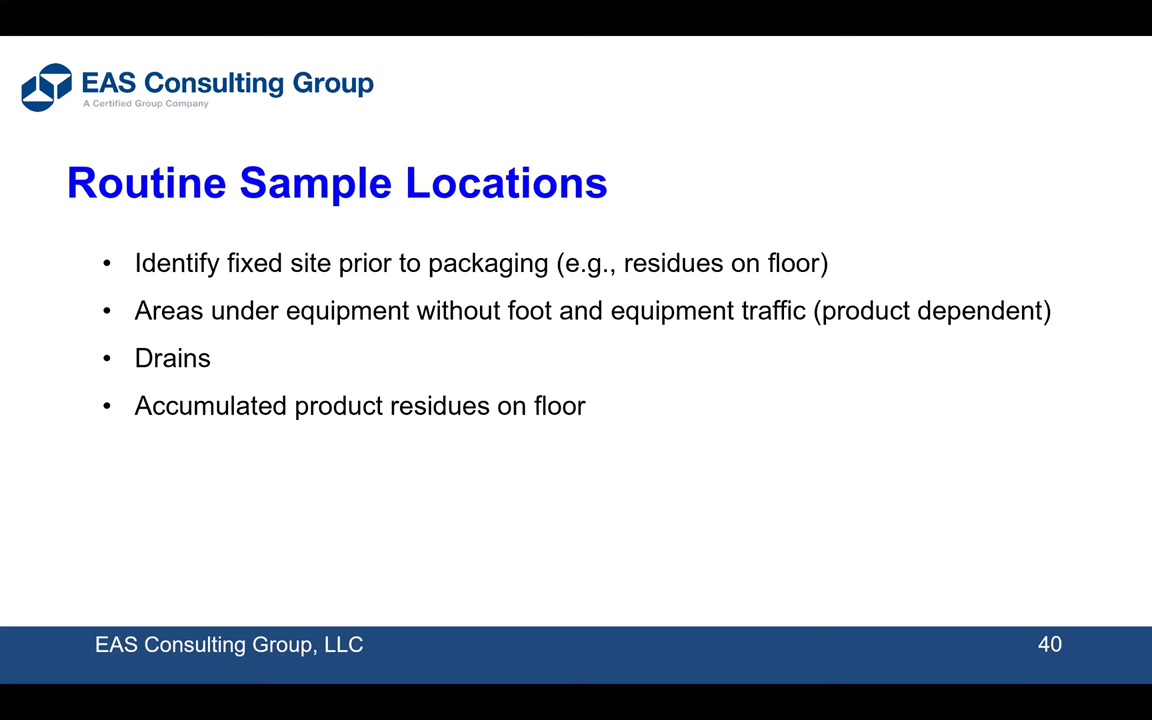 EAS Consulting Group
A Certified Group Company
Routine Sample Locations
• Identify fixed site prior to packaging (e.g., residues on floor)
• Areas under equipment without foot and equipment traffic (product dependent)
• Drains
• Accumulated product residues on floor
EAS Consulting Group, LLC
40